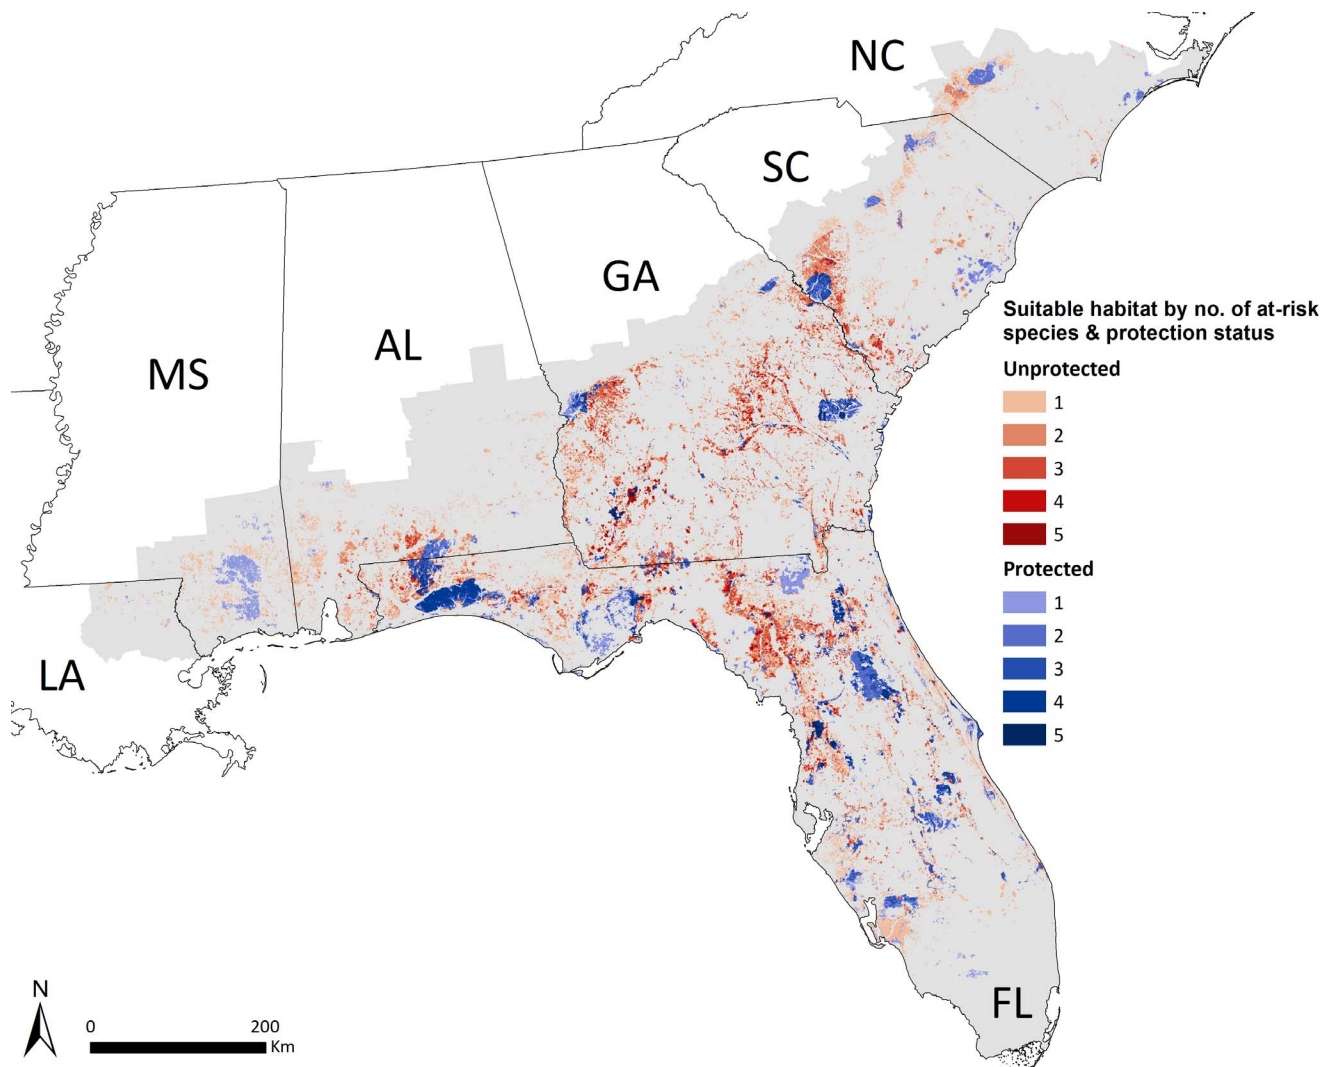 NC
SC
GA
AL
MS
LA
FL
Suitable habitat by no. of at-risk
species & protection status
Unprotected
1
2
3
4
5
Protected
1
2
3
4
5
N
0 200
Km